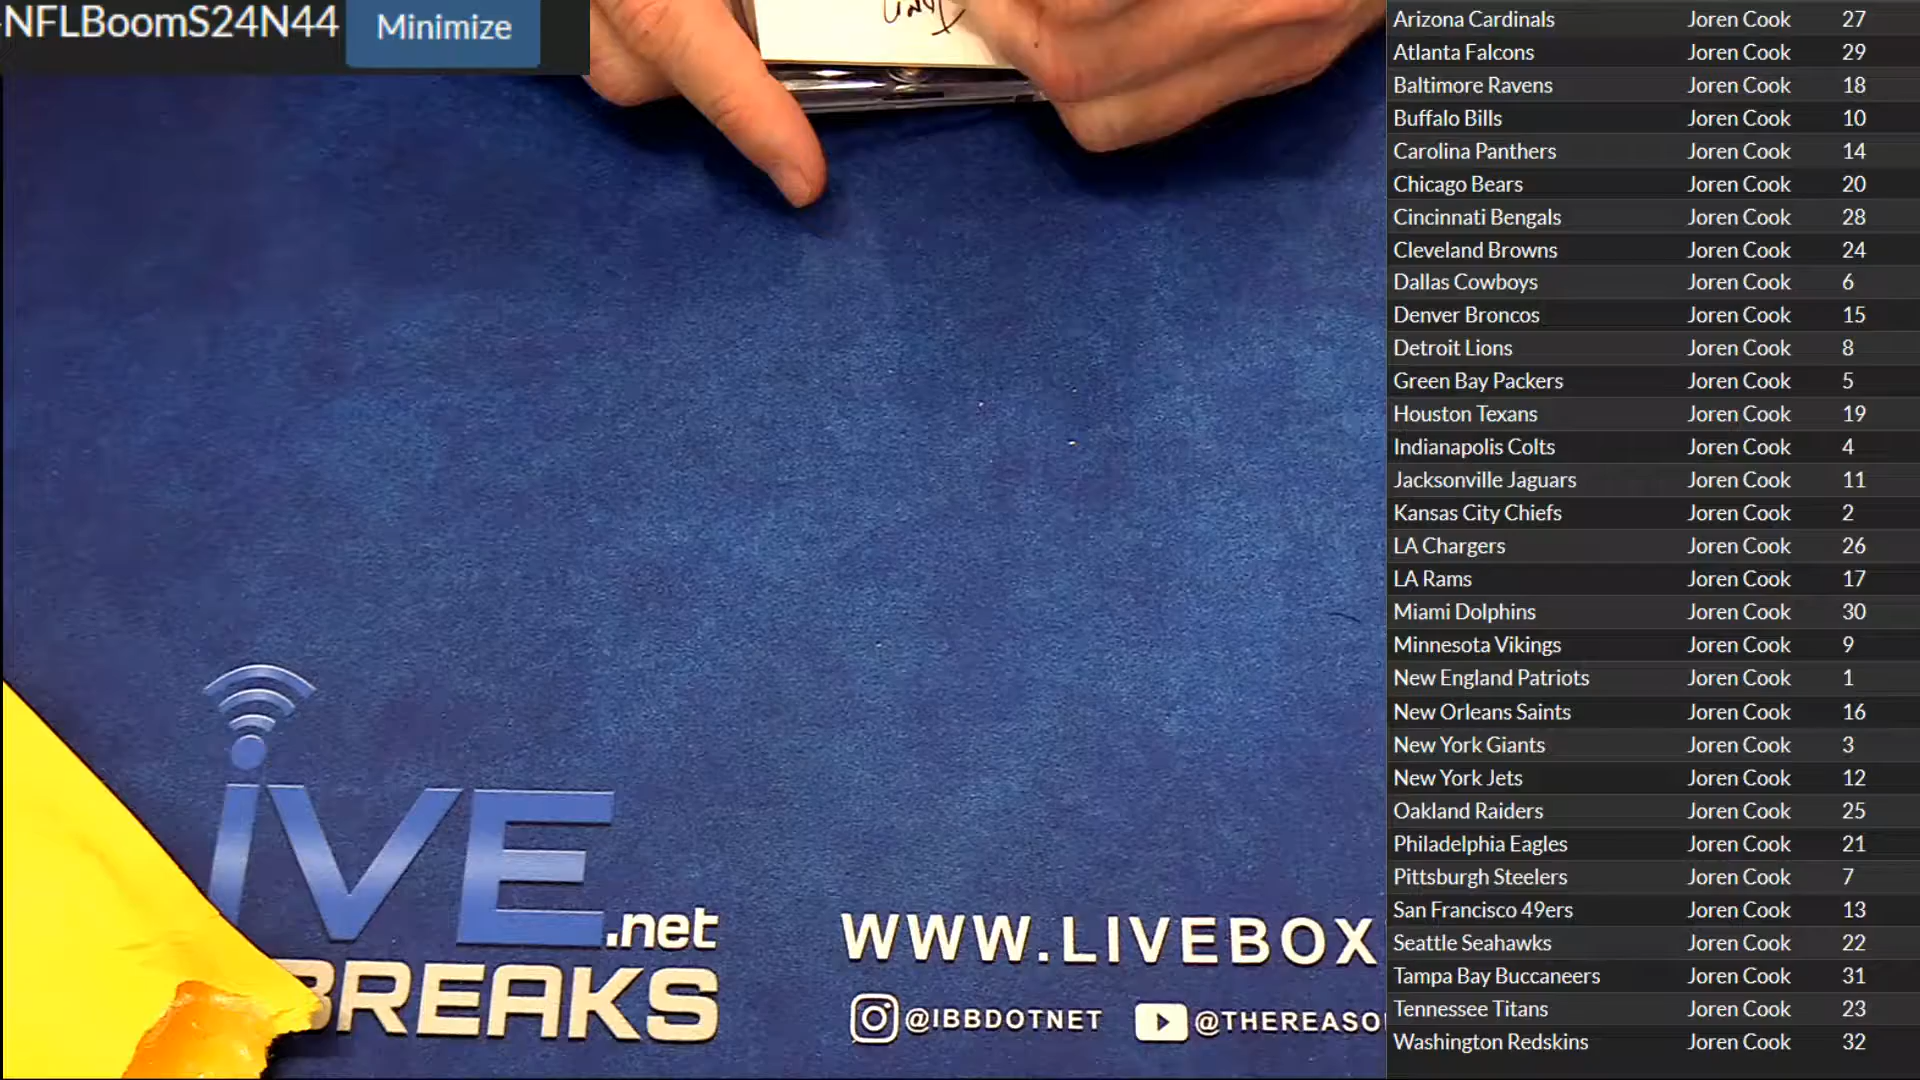 -NFLBoomS24N44
Minimize
Arizona Cardinals Joren Cook 27
Atlanta Falcons Joren Cook 29
Baltimore Ravens Joren Cook 18
Buffalo Bills Joren Cook 10
Carolina Panthers Joren Cook 14
Chicago Bears Joren Cook 20
Cincinnati Bengals Joren Cook 28
Cleveland Browns Joren Cook 24
Dallas Cowboys Joren Cook 6
Denver Broncos Joren Cook 15
Detroit Lions Joren Cook 8
Green Bay Packers Joren Cook 5
Houston Texans Joren Cook 19
Indianapolis Colts Joren Cook 4
Jacksonville Jaguars Joren Cook 11
Kansas City Chiefs Joren Cook 2
LA Chargers Joren Cook 26
LA Rams Joren Cook 17
Miami Dolphins Joren Cook 30
Minnesota Vikings Joren Cook 9
New England Patriots Joren Cook 1
New Orleans Saints Joren Cook 16
New York Giants Joren Cook 3
New York Jets Joren Cook 12
Oakland Raiders Joren Cook 25
Philadelphia Eagles Joren Cook 21
Pittsburgh Steelers Joren Cook 7
San Francisco 49ers Joren Cook 13
Seattle Seahawks Joren Cook 22
Tampa Bay Buccaneers Joren Cook 31
Tennessee Titans Joren Cook 23
Washington Redskins Joren Cook 32
iVE.net
BREAKS
WWW.LIVEBOX
@IBBDOTNET @THEREASO